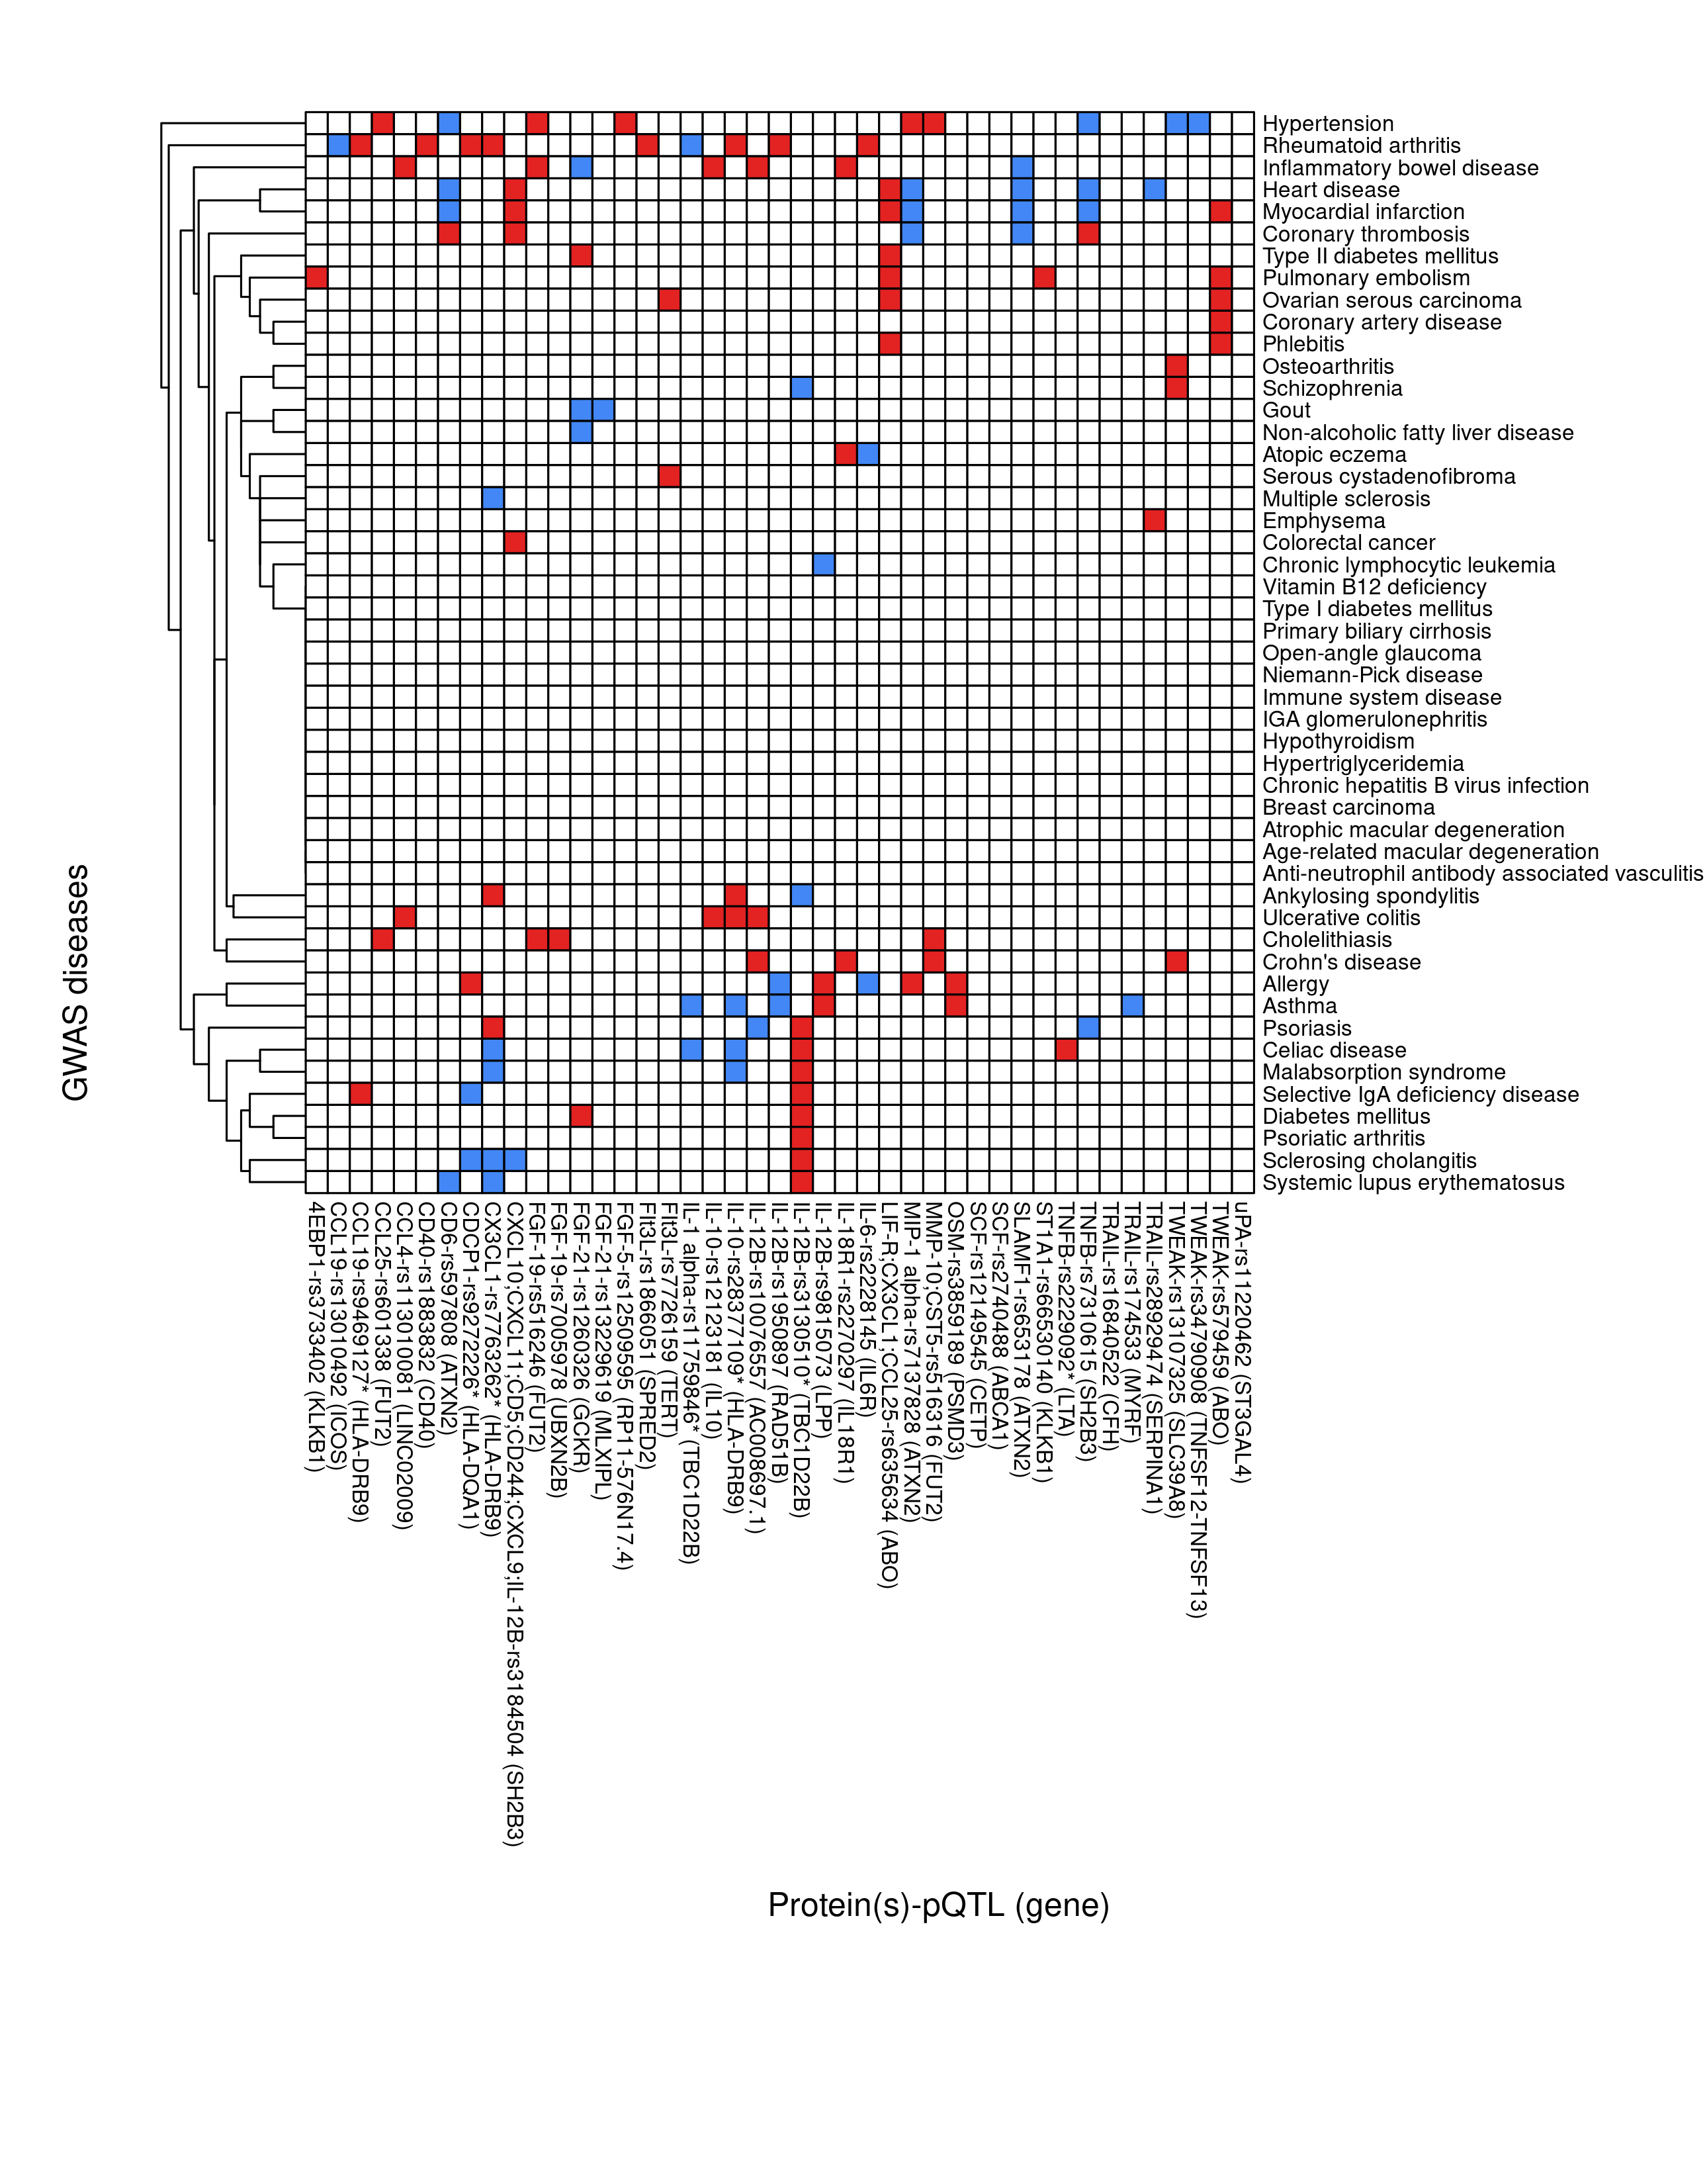 Hypertension
Rheumatoid arthritis
Inflammatory bowel disease
Heart disease
Myocardial infarction
Coronary thrombosis
Type II diabetes mellitus
Pulmonary embolism
Ovarian serous carcinoma
Coronary artery disease
Phlebitis
Osteoarthritis
Schizophrenia
Gout
Non-alcoholic fatty liver disease
Atopic eczema
Serous cystadenofibroma
Multiple sclerosis
Emphysema
Colorectal cancer
Chronic lymphocytic leukemia
Vitamin B12 deficiency
Type I diabetes mellitus
Primary biliary cirrhosis
Open-angle glaucoma
Niemann-Pick disease
Immune system disease
IGA glomerulonephritis
Hypothyroidism
Hypertriglyceridemia
Chronic hepatitis B virus infection
Breast carcinoma
Atrophic macular degeneration
Age-related macular degeneration
Anti-neutrophil antibody associated vasculitis
Ankylosing spondylitis
Ulcerative colitis
Cholelithiasis
Crohn's disease
Allergy
Asthma
Psoriasis
Celiac disease
Malabsorption syndrome
Selective IgA deficiency disease
Diabetes mellitus
Psoriatic arthritis
Sclerosing cholangitis
Systemic lupus erythematosus
GWAS diseases
4EBP1-rs3733402 (KLKB1)
CCL19-rs13010492 (ICOS)
CCL19-rs9469127* (HLA-DRB9)
CCL25-rs601338 (FUT2)
CCL4-rs113010081 (LINC02009)
CD40-rs1883832 (CD40)
CD6-rs597808 (ATXN2)
CDCP1-rs9272226* (HLA-DQA1)
CX3CL1-rs7763262* (HLA-DRB9)
CXCL10;CXCL11;CD5;CD244;CXCL9;IL-12B-rs3184504 (SH2B3)
FGF-19-rs516246 (FUT2)
FGF-19-rs7005978 (UBXN2B)
FGF-21-rs1260326 (GCKR)
FGF-21-rs13229619 (MLXIPL)
FGF-5-rs12509595 (RP11-576N17.4)
Flt3L-rs1866051 (SPRED2)
Flt3L-rs7726159 (TERT)
IL-1 alpha-rs11759846* (TBC1D22B)
IL-10-rs12123181 (IL10)
IL-10-rs28377109* (HLA-DRB9)
IL-12B-rs10076557 (AC008697.1)
IL-12B-rs1950897 (RAD51B)
IL-12B-rs3130510* (TBC1D22B)
IL-12B-rs9815073 (LPP)
IL-18R1-rs2270297 (IL18R1)
IL-6-rs2228145 (IL6R)
LIF-R;CX3CL1;CCL25-rs635634 (ABO)
MIP-1 alpha-rs7137828 (ATXN2)
MMP-10;CST5-rs516316 (FUT2)
OSM-rs3859189 (PSMD3)
SCF-rs12149545 (CETP)
SCF-rs2740488 (ABCA1)
SLAMF1-rs653178 (ATXN2)
ST1A1-rs66530140 (KLKB1)
TNFB-rs2229092* (LTA)
TNFB-rs7310615 (SH2B3)
TRAIL-rs16840522 (CFH)
TRAIL-rs174533 (MYRF)
TRAIL-rs28929474 (SERPINA1)
TWEAK-rs13107325 (SLC39A8)
TWEAK-rs34790908 (TNFSF12-TNFSF13)
TWEAK-rs579459 (ABO)
uPA-rs11220462 (ST3GAL4)
Protein(s)-pQTL (gene)